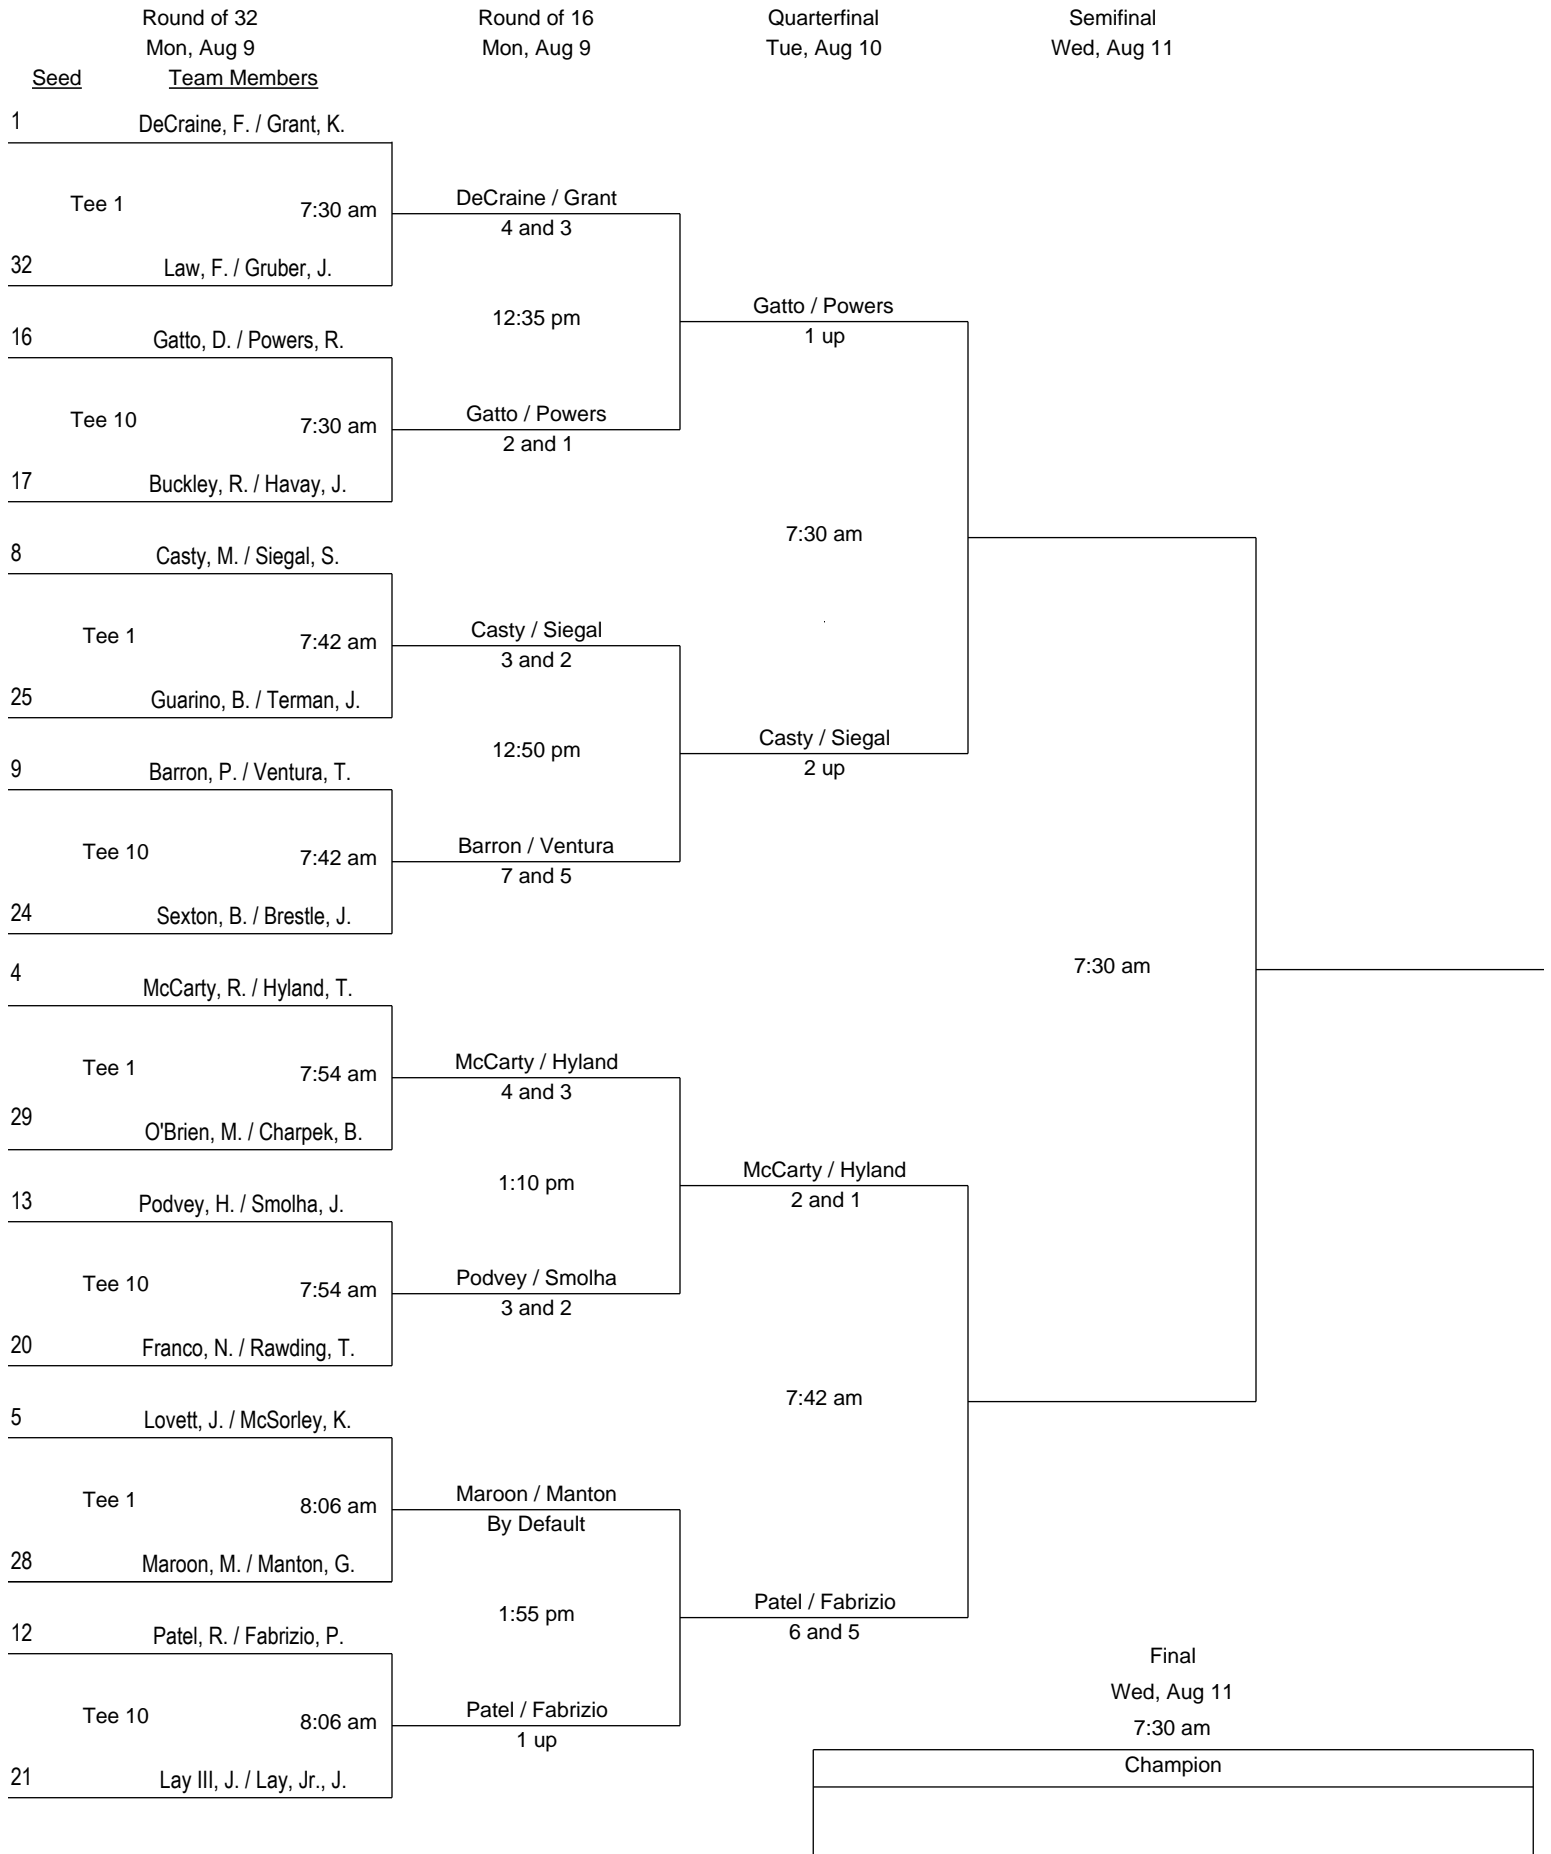 Round of 32 Round of 16 Quarterfinal Semifinal
Mon, Aug 9 Mon, Aug 9 Tue, Aug 10 Wed, Aug 11
Seed Team Members
1 DeCraine, F. / Grant, K.
DeCraine / Grant
Tee 1 7:30 am
4 and 3
32 Law, F. / Gruber, J.
Gatto / Powers
12:35 pm
16 Gatto, D. / Powers, R. 1 up
Gatto / Powers
Tee 10 7:30 am
2 and 1
17 Buckley, R. / Havay, J.
7:30 am
8 Casty, M. / Siegal, S.
Casty / Siegal
Tee 1 7:42 am
3 and 2
25 Guarino, B. / Terman, J.
Casty / Siegal
12:50 pm
9 Barron, P. / Ventura, T. 2 up
Barron / Ventura
Tee 10 7:42 am
7 and 5
24 Sexton, B. / Brestle, J.
7:30 am
4 McCarty, R. / Hyland, T.
McCarty / Hyland
Tee 1 7:54 am
4 and 3
29 O'Brien, M. / Charpek, B.
McCarty / Hyland
1:10 pm
13 Podvey, H. / Smolha, J. 2 and 1
Podvey / Smolha
Tee 10 7:54 am
3 and 2
20 Franco, N. / Rawding, T.
7:42 am
5 Lovett, J. / McSorley, K.
Maroon / Manton
Tee 1 8:06 am
By Default
28 Maroon, M. / Manton, G.
Patel / Fabrizio
1:55 pm
12 Patel, R. / Fabrizio, P. 6 and 5
Final
Wed, Aug 11
Patel / Fabrizio
Tee 10 8:06 am 7:30 am
1 up
Champion
21 Lay III, J. / Lay, Jr., J.